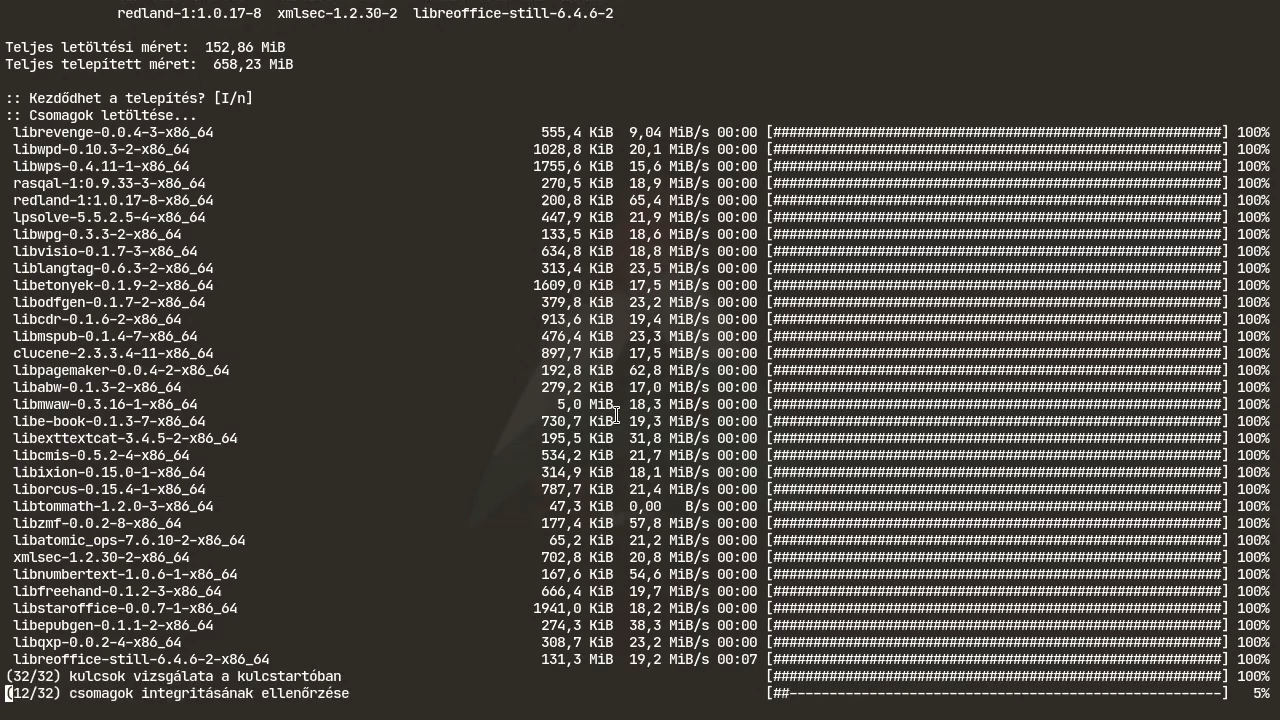 redland-1:1.0.17-8  xmlsec-1.2.30-2  libreoffice-still-6.4.6-2
Teljes letöltési méret:  152,86 MiB
Teljes telepített méret:  658,23 MiB
:: Kezdődhet a telepítés? [I/n]
:: Csomagok letöltése...
librevenge-0.0.4-3-x86_64 555,4 KiB 9,04 MiB/s 00:00 [########################################################] 100%
libwpd-0.10.3-2-x86_64 1028,8 KiB 20,1 MiB/s 00:00 [########################################################] 100%
libwps-0.4.11-1-x86_64 1755,6 KiB 15,6 MiB/s 00:00 [########################################################] 100%
rasqal-1:0.9.33-3-x86_64 270,5 KiB 18,9 MiB/s 00:00 [########################################################] 100%
redland-1:1.0.17-8-x86_64 200,8 KiB 65,4 MiB/s 00:00 [########################################################] 100%
lpsolve-5.5.2.5-4-x86_64 447,9 KiB 21,9 MiB/s 00:00 [########################################################] 100%
libwpg-0.3.3-2-x86_64 133,5 KiB 18,6 MiB/s 00:00 [########################################################] 100%
libvisio-0.1.7-3-x86_64 634,8 KiB 18,8 MiB/s 00:00 [########################################################] 100%
liblangtag-0.6.3-2-x86_64 313,4 KiB 23,5 MiB/s 00:00 [########################################################] 100%
libetonyek-0.1.9-2-x86_64 1609,0 KiB 17,5 MiB/s 00:00 [########################################################] 100%
libodfgen-0.1.7-2-x86_64 379,8 KiB 23,2 MiB/s 00:00 [########################################################] 100%
libcdr-0.1.6-2-x86_64 913,6 KiB 19,4 MiB/s 00:00 [########################################################] 100%
libmspub-0.1.4-7-x86_64 476,4 KiB 23,3 MiB/s 00:00 [########################################################] 100%
clucene-2.3.3.4-11-x86_64 897,7 KiB 17,5 MiB/s 00:00 [########################################################] 100%
libpagemaker-0.0.4-2-x86_64 192,8 KiB 62,8 MiB/s 00:00 [########################################################] 100%
libabw-0.1.3-2-x86_64 279,2 KiB 17,0 MiB/s 00:00 [########################################################] 100%
libmwaw-0.3.16-1-x86_64 5,0 MiB 18,3 MiB/s 00:00 [########################################################] 100%
libe-book-0.1.3-7-x86_64 730,7 KiB 19,3 MiB/s 00:00 [########################################################] 100%
libexttextcat-3.4.5-2-x86_64 195,5 KiB 31,8 MiB/s 00:00 [########################################################] 100%
libcmis-0.5.2-4-x86_64 534,2 KiB 21,7 MiB/s 00:00 [########################################################] 100%
libixion-0.15.0-1-x86_64 314,9 KiB 18,1 MiB/s 00:00 [########################################################] 100%
liborcus-0.15.4-1-x86_64 787,7 KiB 21,4 MiB/s 00:00 [########################################################] 100%
libtommath-1.2.0-3-x86_64 47,3 KiB 0,00 B/s 00:00 [########################################################] 100%
libzmf-0.0.2-8-x86_64 177,4 KiB 57,8 MiB/s 00:00 [########################################################] 100%
libatomic_ops-7.6.10-2-x86_64 65,2 KiB 21,2 MiB/s 00:00 [########################################################] 100%
xmlsec-1.2.30-2-x86_64 702,8 KiB 20,8 MiB/s 00:00 [########################################################] 100%
libnumbertext-1.0.6-1-x86_64 167,6 KiB 54,6 MiB/s 00:00 [########################################################] 100%
libfreehand-0.1.2-3-x86_64 666,4 KiB 19,7 MiB/s 00:00 [########################################################] 100%
libstaroffice-0.0.7-1-x86_64 1941,0 KiB 18,2 MiB/s 00:00 [########################################################] 100%
libepubgen-0.1.1-2-x86_64 274,3 KiB 38,3 MiB/s 00:00 [########################################################] 100%
libqxp-0.0.2-4-x86_64 308,7 KiB 23,2 MiB/s 00:00 [########################################################] 100%
libreoffice-still-6.4.6-2-x86_64 131,3 MiB 19,2 MiB/s 00:07 [########################################################] 100%
(32/32) kulcsok vizsgálata a kulcstartóban [########################################################] 100%
(12/32) csomagok integritásának ellenőrzése [##------------------------------------------------------] 5%